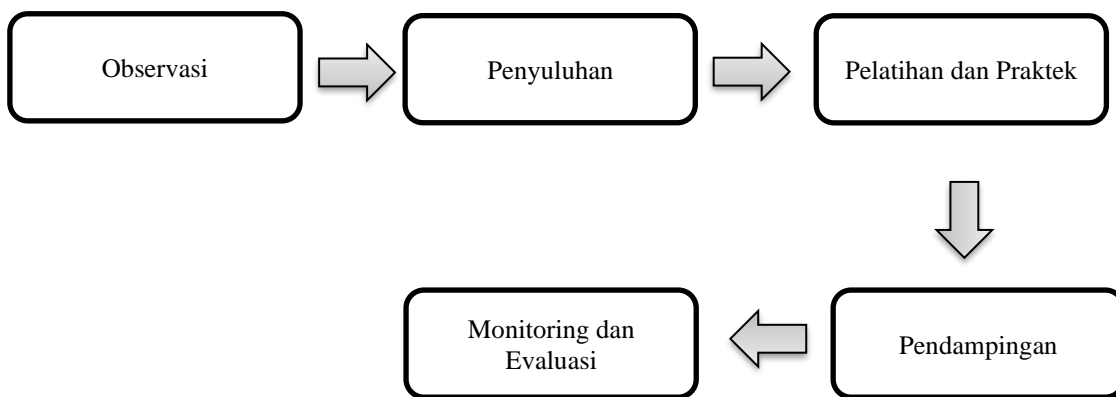 Observasi
Penyuluhan
Pelatihan dan Praktek
Pendampingan
Monitoring dan
Evaluasi